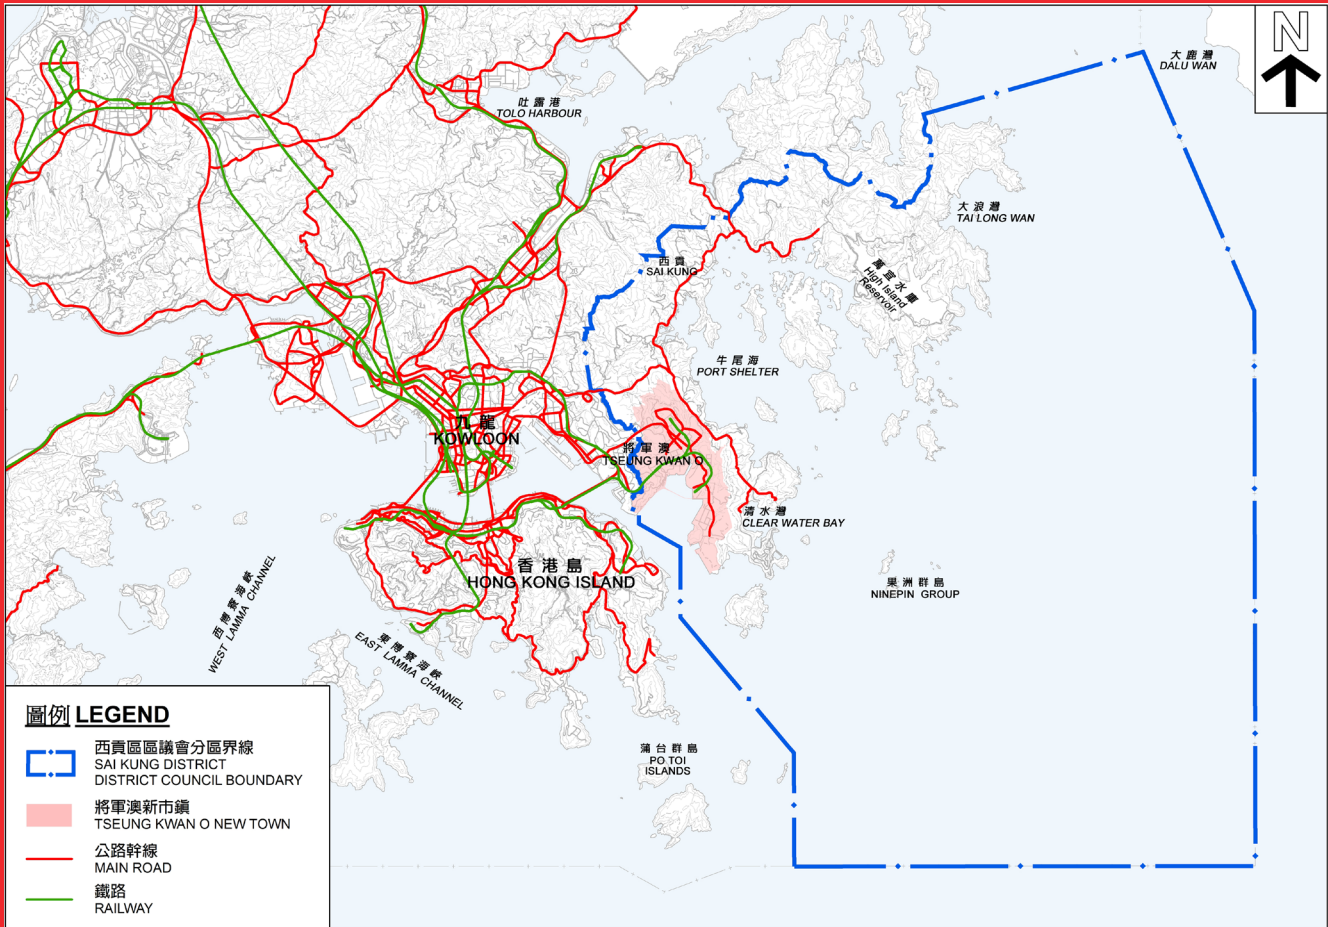 N
大鹿灣
DALU WAN
吐露港
TOLO HARBOUR
大浪灣
TAI LONG WAN
西貢
SAI KUNG
萬宜水庫
High Island
Reservoir
牛尾海
PORT SHELTER
九龍
KOWLOON
將軍澳
TSEUNG KWAN O
清水灣
CLEAR WATER BAY
香港島
HONG KONG ISLAND
果洲群島
NINEPIN GROUP
西博寮海峽
WEST LAMMA CHANNEL
東博寮海峽
EAST LAMMA CHANNEL
蒲台群島
PO TOI
ISLANDS
圖例 LEGEND
西貢區區議會分區界線
SAI KUNG DISTRICT
DISTRICT COUNCIL BOUNDARY
將軍澳新市鎮
TSEUNG KWAN O NEW TOWN
公路幹線
MAIN ROAD
鐵路
RAILWAY